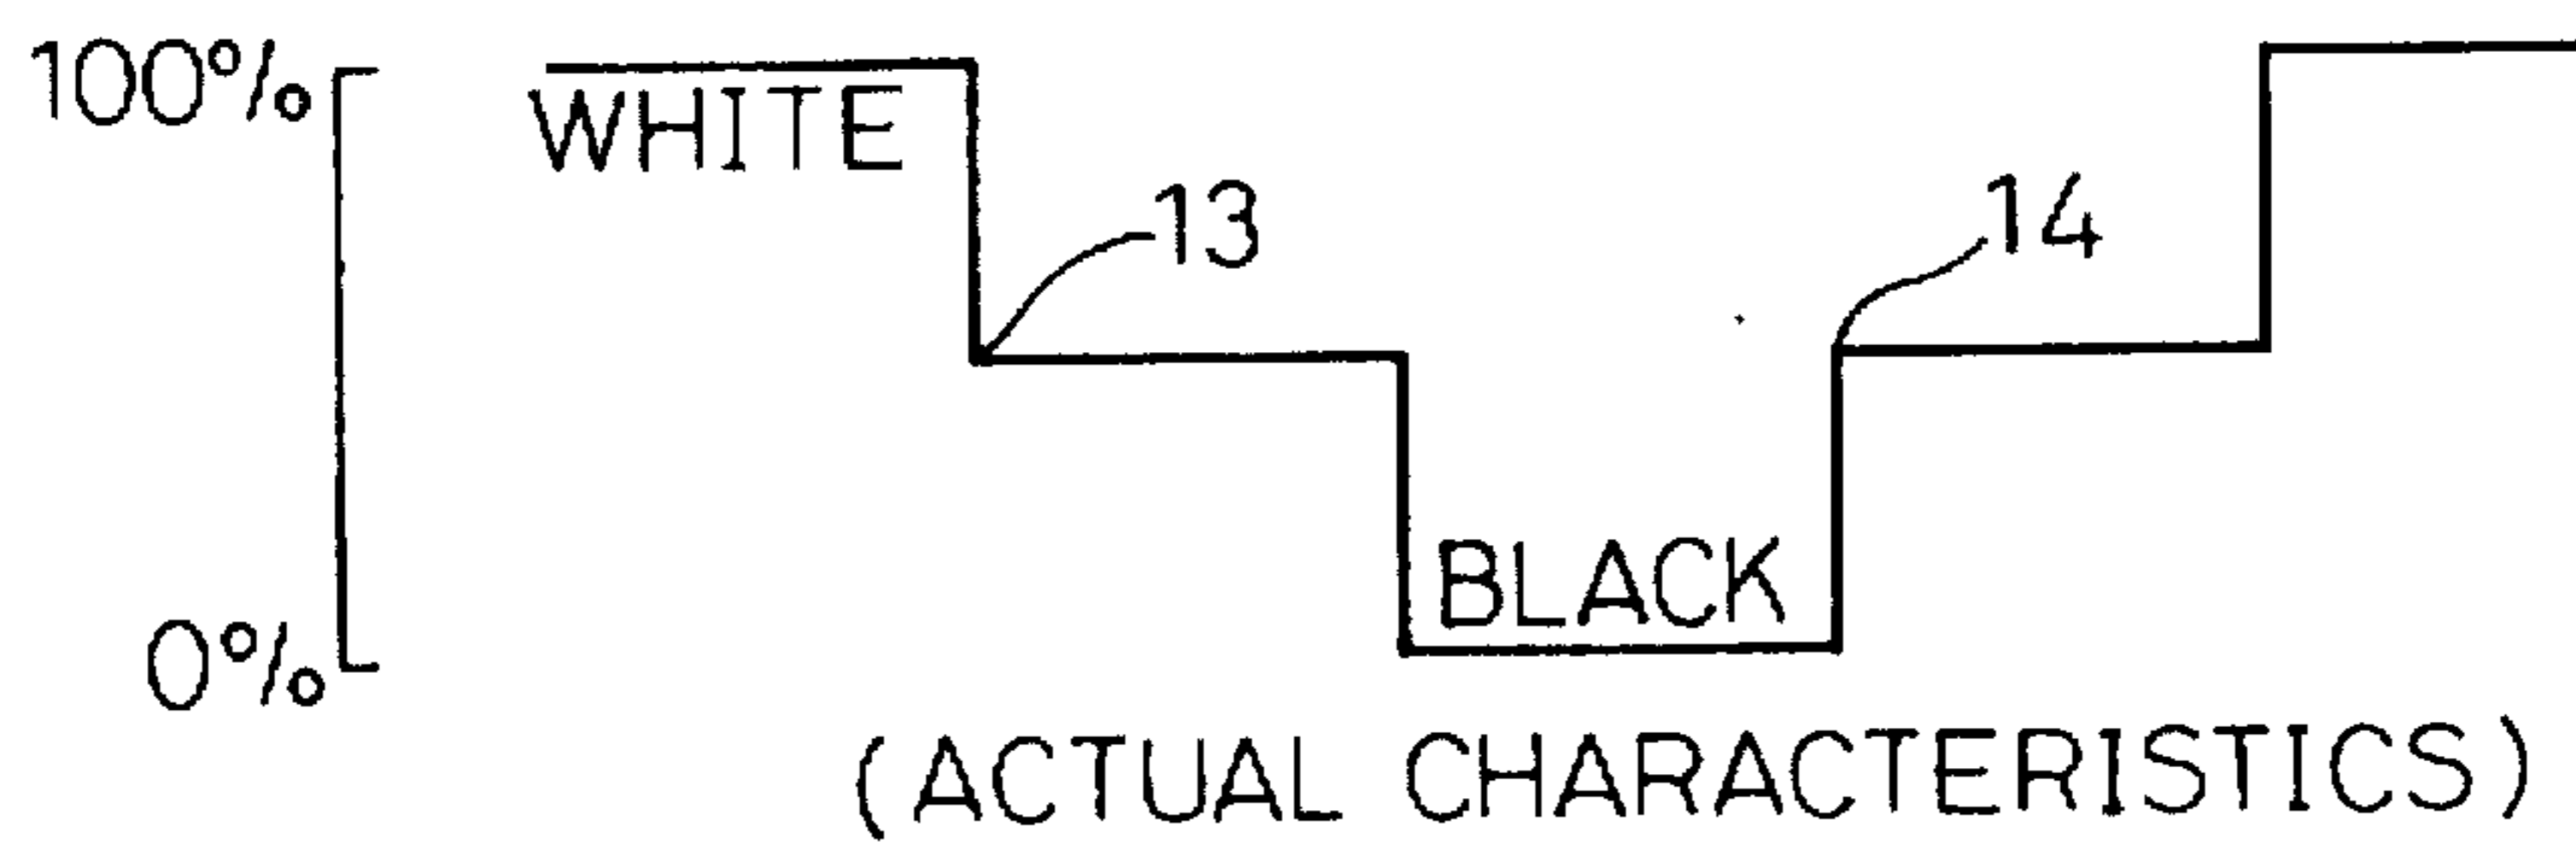 100%
WHITE
13
14
BLACK
0%
(ACTUAL CHARACTERISTICS)